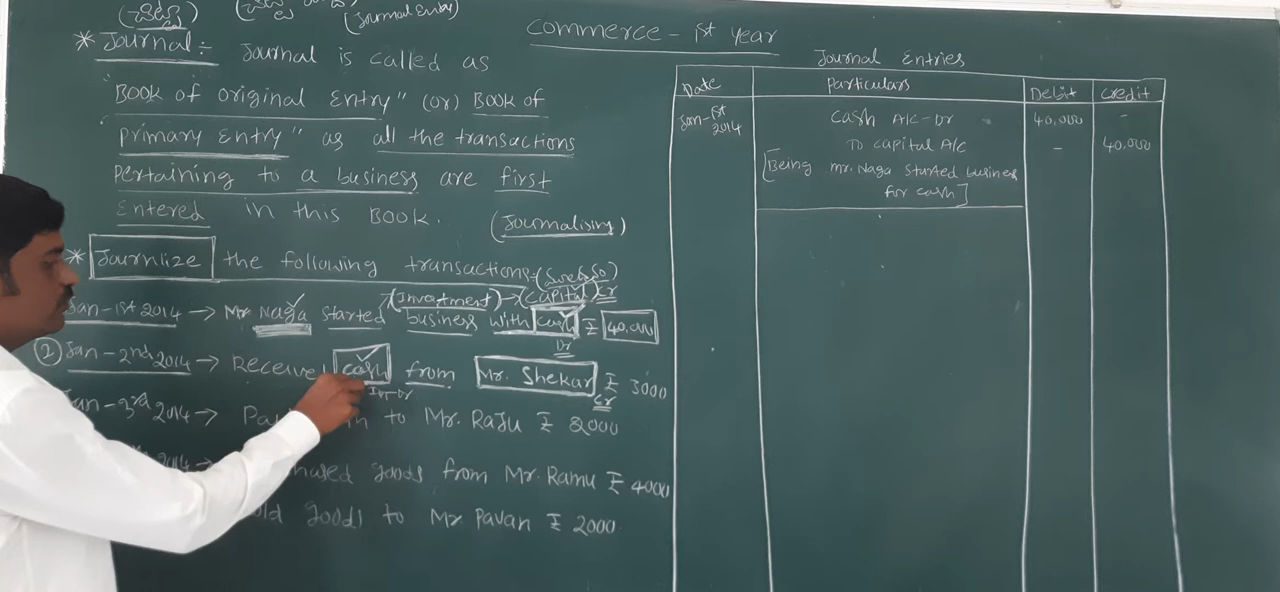 (Journal Entry)
Commerce - 1st year
* Journal :- Journal is called as
"Book of original Entry" (or) Book of
"primary Entry" as all the transactions
Pertaining to a business are first
Entered in this Book.
(Journalising)
* Journlize the following transactions:-
(Investment) → (capital) Cr
Jan-1st 2014 → Mr Naga started business with cash ₹ 40,000
Dr
② Jan-2nd 2014 → Received cash from Mr. Shekar ₹ 3000
Cr
Jan-3rd 2014 → to Mr. Raju ₹ 2000
2014 → goods from Mr. Ramu ₹ 4000
goods to Mr Pavan ₹ 2000
Journal Entries
Date Particulars Debit Credit
Jan-1st 2014 Cash A/c-Dr 40,000 -
To capital A/c - 40,000
[Being mr. Naga started business
for cash]